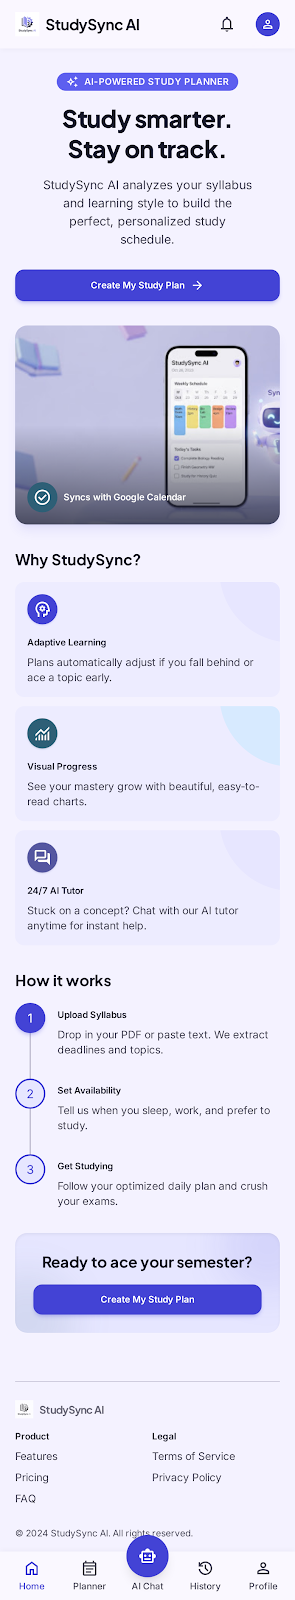 StudySync AI
AI-POWERED STUDY PLANNER
Study smarter.
Stay on track.
StudySync AI analyzes your syllabus
and learning style to build the
perfect, personalized study
schedule.
Create My Study Plan
StudySync AI
Weekly Schedule
Today's Tasks
Syn
Syncs with Google Calendar
Why StudySync?
Adaptive Learning
Plans automatically adjust if you fall behind or
ace a topic early.
Visual Progress
See your mastery grow with beautiful, easy-to-
read charts.
24/7 AI Tutor
Stuck on a concept? Chat with our AI tutor
anytime for instant help.
How it works
1
Upload Syllabus
Drop in your PDF or paste text. We extract
deadlines and topics.
2
Set Availability
Tell us when you sleep, work, and prefer to
study.
3
Get Studying
Follow your optimized daily plan and crush
your exams.
Ready to ace your semester?
Create My Study Plan
StudySync AI
Product
Legal
Features
Terms of Service
Pricing
Privacy Policy
FAQ
© 2024 StudySync AI. All rights reserved.
Home
Planner
AI Chat
History
Profile